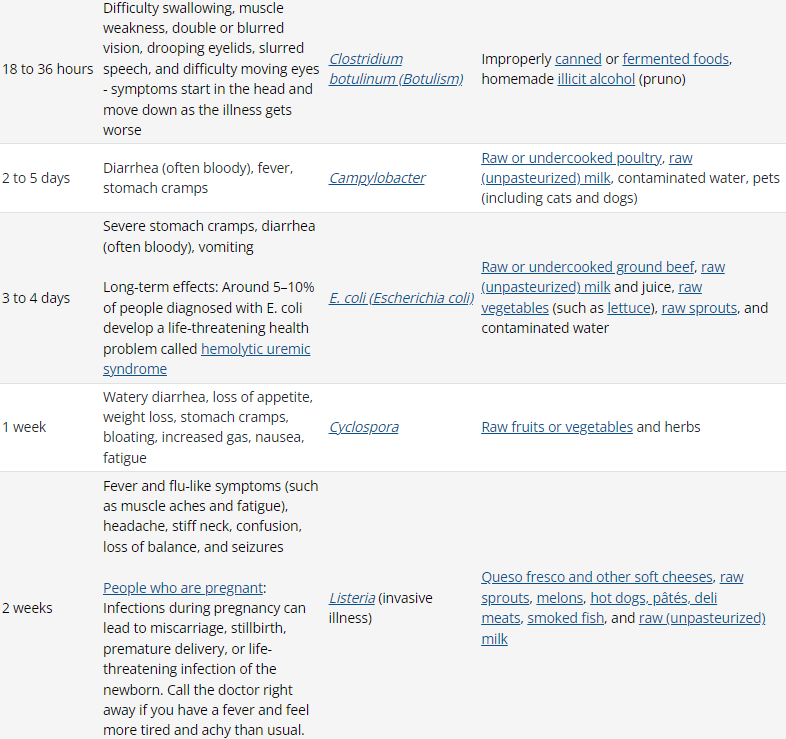 18 to 36 hours
Difficulty swallowing, muscle
weakness, double or blurred
vision, drooping eyelids, slurred
speech, and difficulty moving eyes
- symptoms start in the head and
move down as the illness gets
worse
Clostridium
botulinum (Botulism)
Improperly canned or fermented foods,
homemade illicit alcohol (pruno)
2 to 5 days
Diarrhea (often bloody), fever,
stomach cramps
Campylobacter
Raw or undercooked poultry, raw
(unpasteurized) milk, contaminated water, pets
(including cats and dogs)
3 to 4 days
Severe stomach cramps, diarrhea
(often bloody), vomiting
Long-term effects: Around 5–10%
of people diagnosed with E. coli
develop a life-threatening health
problem called hemolytic uremic
syndrome
E. coli (Escherichia coli)
Raw or undercooked ground beef, raw
(unpasteurized) milk and juice, raw
vegetables (such as lettuce), raw sprouts, and
contaminated water
1 week
Watery diarrhea, loss of appetite,
weight loss, stomach cramps,
bloating, increased gas, nausea,
fatigue
Cyclospora
Raw fruits or vegetables and herbs
2 weeks
Fever and flu-like symptoms (such
as muscle aches and fatigue),
headache, stiff neck, confusion,
loss of balance, and seizures
People who are pregnant:
Infections during pregnancy can
lead to miscarriage, stillbirth,
premature delivery, or life-
threatening infection of the
newborn. Call the doctor right
away if you have a fever and feel
more tired and achy than usual.
Listeria (invasive
illness)
Queso fresco and other soft cheeses, raw
sprouts, melons, hot dogs, pâtés, deli
meats, smoked fish, and raw (unpasteurized)
milk